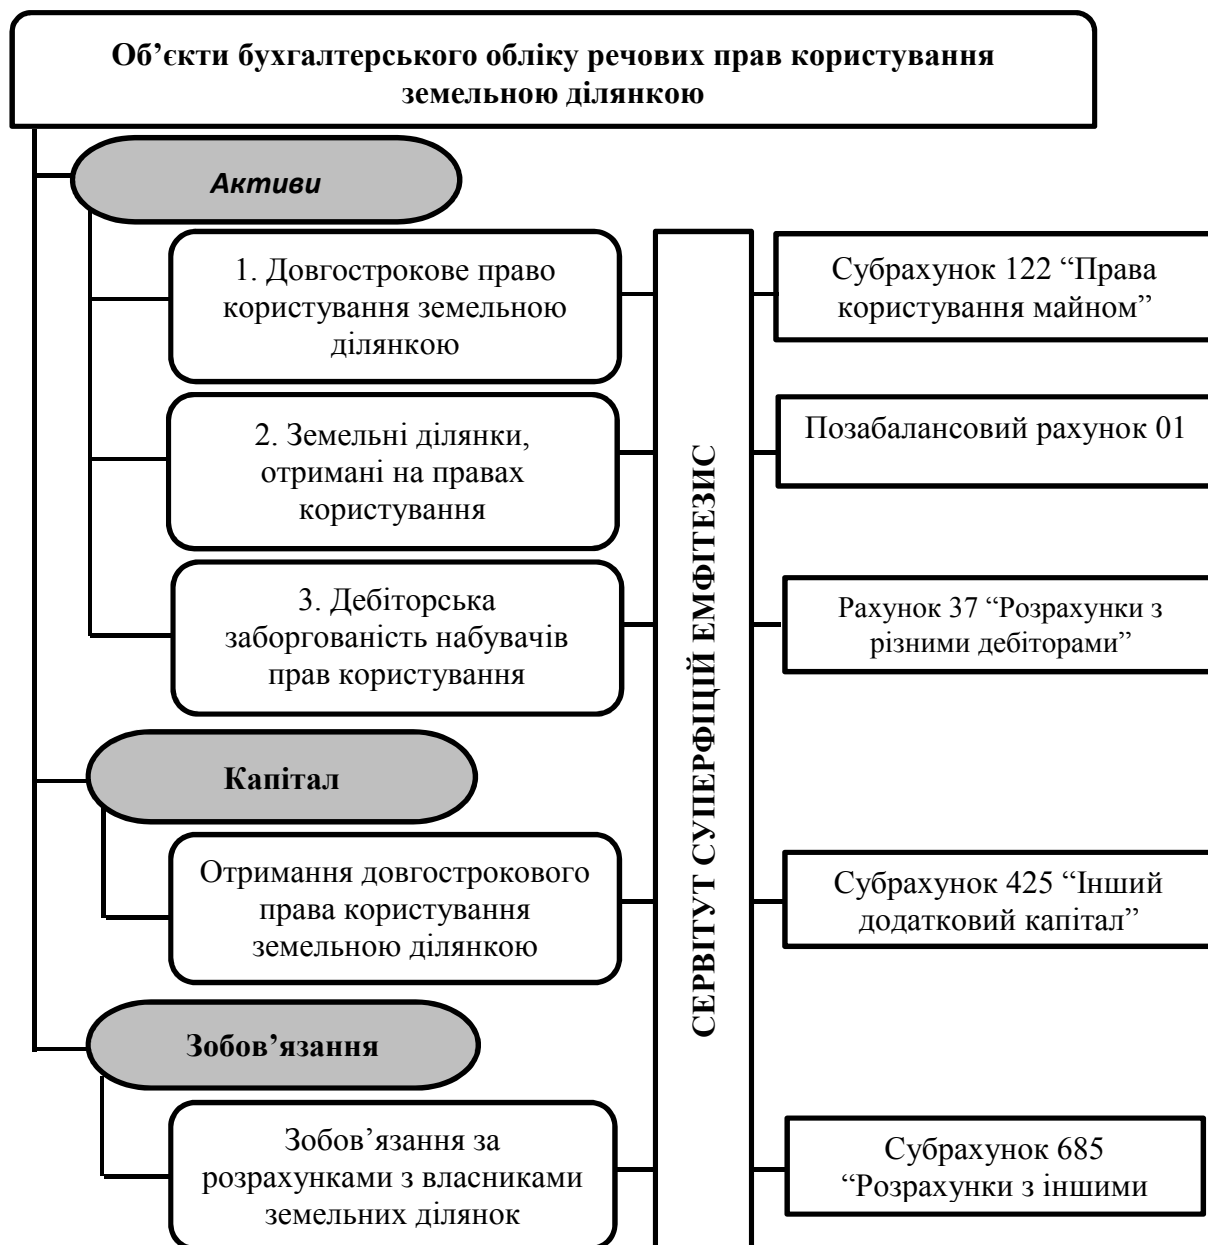 Об’єкти бухгалтерського обліку речових прав користування
земельною ділянкою
Активи
1. Довгострокове право
користування земельною
ділянкою
Субрахунок 122 “Права
користування майном”
2. Земельні ділянки,
отримані на правах
користування
Позабалансовий рахунок 01
3. Дебіторська
заборгованість набувачів
прав користування
Рахунок 37 “Розрахунки з
різними дебіторами”
СЕРВІТУТ СУПЕРФІЦІЙ ЕМФІТЕЗИС
Капітал
Отримання довгострокового
права користування
земельною ділянкою
Субрахунок 425 “Інший
додатковий капітал”
Зобов’язання
Зобов’язання за
розрахунками з власниками
земельних ділянок
Субрахунок 685
“Розрахунки з іншими